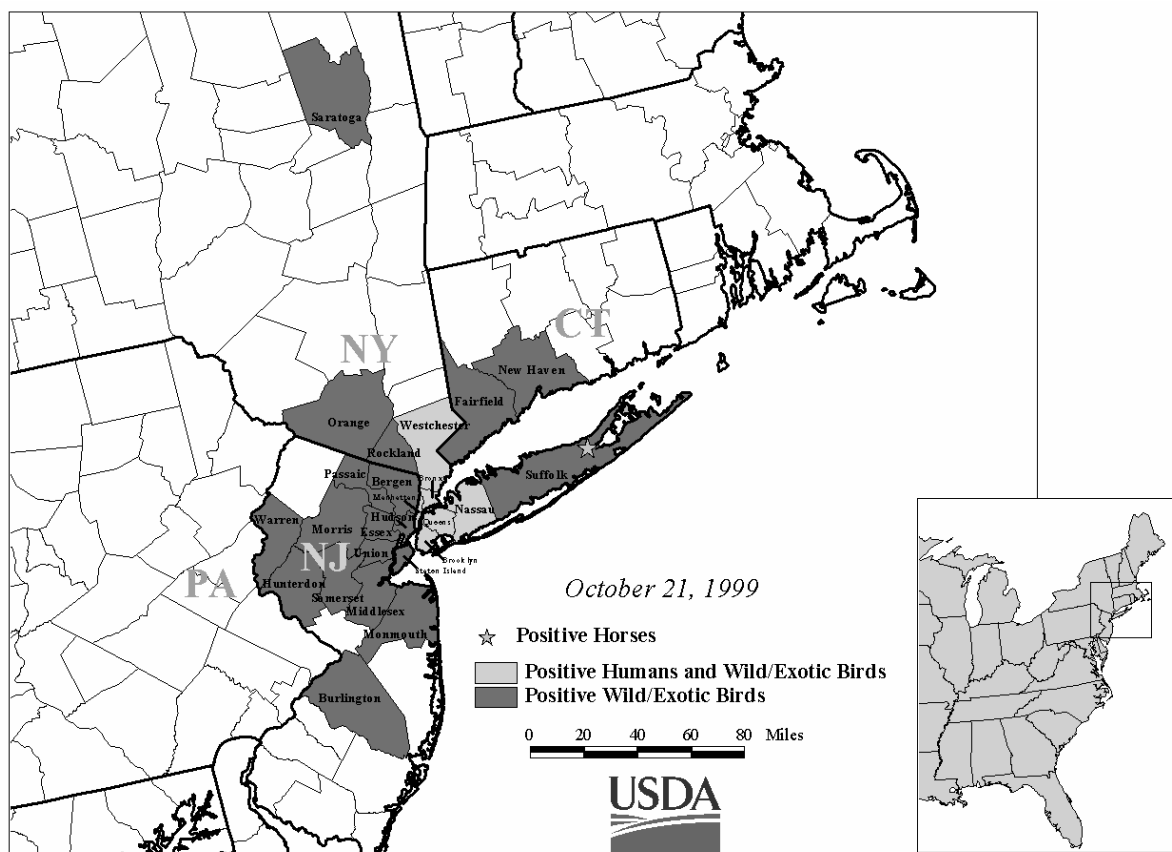 Saratoga
CT
NY
New Haven
Fairfield
Orange
Westchester
Rockland
Passaic
Bergen
Suffolk
Bronx
Manhattan
Nassau
Warren
Morris
Hudson
Queens
Essex
NJ
Union
Brooklyn
Staten Island
PA
Hunterdon
Somerset
Middlesex
Monmouth
Burlington
October 21, 1999
Positive Horses
Positive Humans and Wild/Exotic Birds
Positive Wild/Exotic Birds
0 20 40 60 80 Miles
USDA